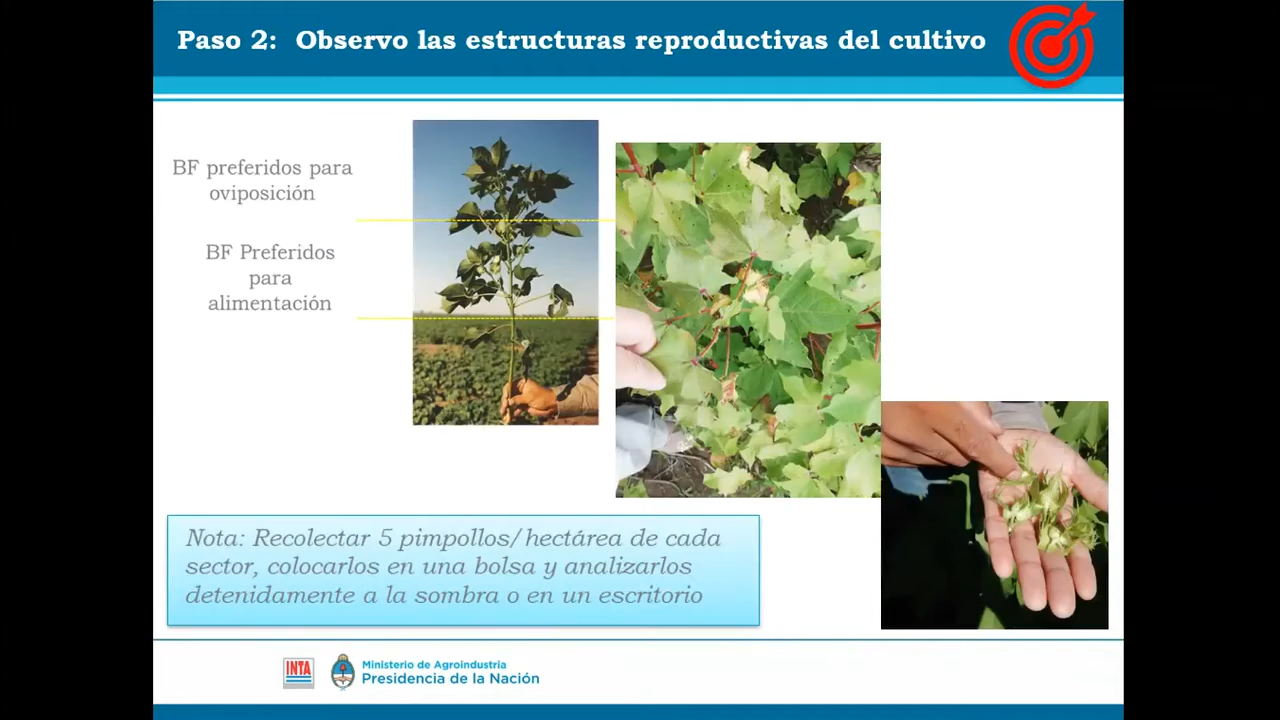 Paso 2: Observo las estructuras reproductivas del cultivo
BF preferidos para
oviposición
BF Preferidos
para
alimentación
Nota: Recolectar 5 pimpollos/hectárea de cada
sector, colocarlos en una bolsa y analizarlos
detenidamente a la sombra o en un escritorio
INTA
Ministerio de Agroindustria
Presidencia de la Nación